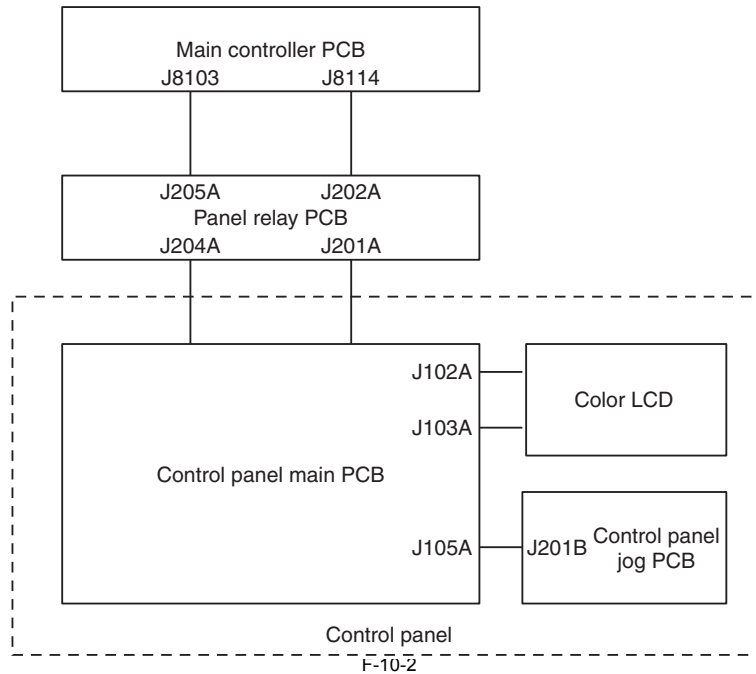 Main controller PCB
J8103 J8114
J205A J202A
Panel relay PCB
J204A J201A
J102A
Color LCD
J103A
Control panel main PCB
J105A
J201B
Control panel
jog PCB
Control panel
F-10-2